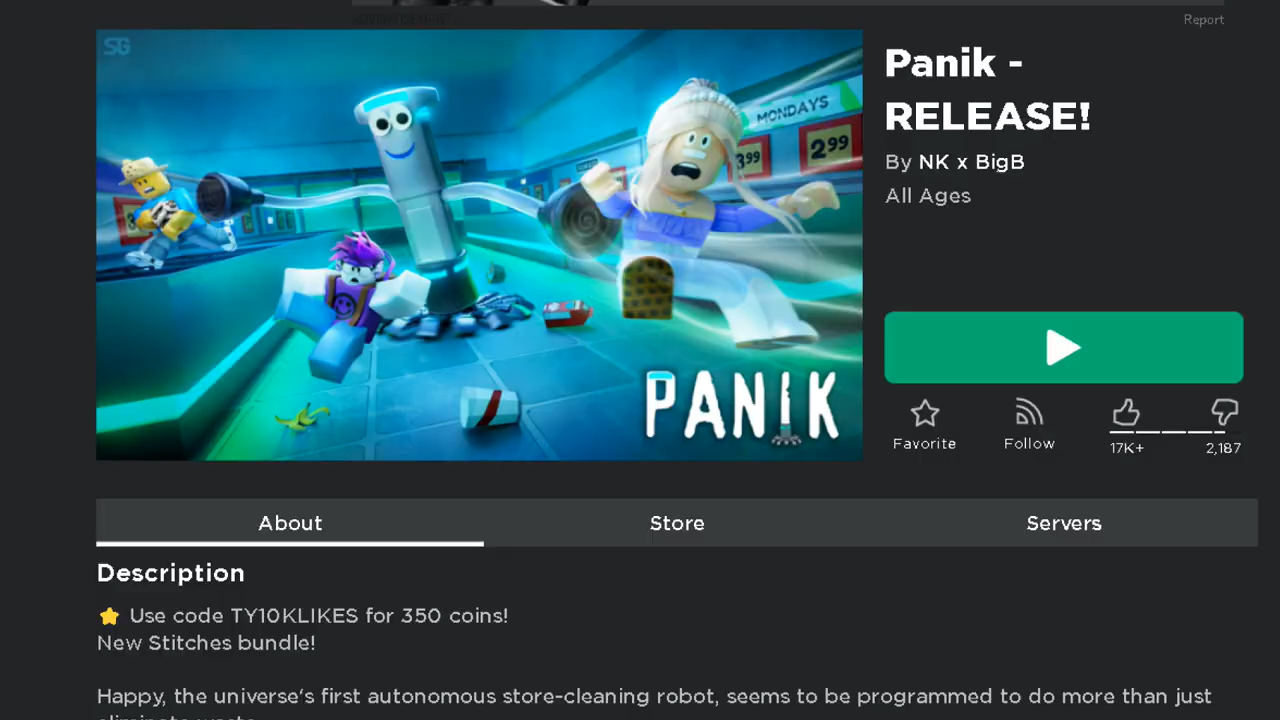 Report
SG
MONDAYS
3.99
2.99
PANIK
Panik -
RELEASE!
By NK x BigB
All Ages
Favorite
Follow
17K+
2,187
About
Store
Servers
Description
Use code TY10KLIKES for 350 coins!
New Stitches bundle!
Happy, the universe's first autonomous store-cleaning robot, seems to be programmed to do more than just